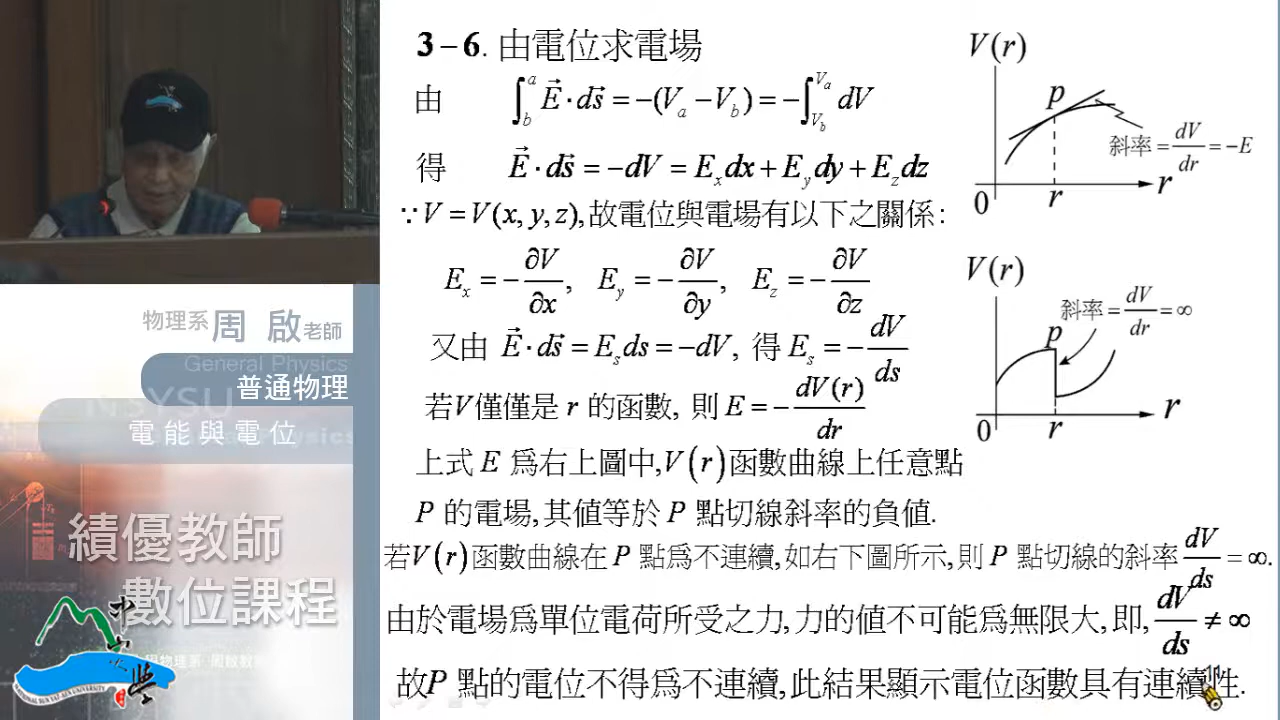 3－6. 由電位求電場
由 ∫_b^a E⃗·ds⃗ = −(V_a − V_b) = −∫_{V_b}^{V_a} dV
得 E⃗·ds⃗ = −dV = E_x dx + E_y dy + E_z dz
∵ V = V(x, y, z), 故電位與電場有以下之關係:
E_x = −∂V/∂x, E_y = −∂V/∂y, E_z = −∂V/∂z
又由 E⃗·ds⃗ = E_s ds = −dV, 得 E_s = −dV/ds
若V僅僅是 r 的函數, 則 E = −dV(r)/dr
上式 E 為右上圖中,V(r)函數曲線上任意點
P 的電場, 其值等於 P 點切線斜率的負值.
若V(r)函數曲線在 P 點為不連續, 如右下圖所示, 則 P 點切線的斜率 dV/ds = ∞.
由於電場為單位電荷所受之力, 力的值不可能為無限大, 即, dV/ds ≠ ∞
故P 點的電位不得為不連續, 此結果顯示電位函數具有連續性.
V(r)
p
斜率 = dV/dr = −E
0
r
r
V(r)
斜率 = dV/dr = ∞
p
0
r
r
物理系 周 啟 老師
General Physics
普通物理
NSYSU
電能與電位
績優教師
數位課程
中山大學